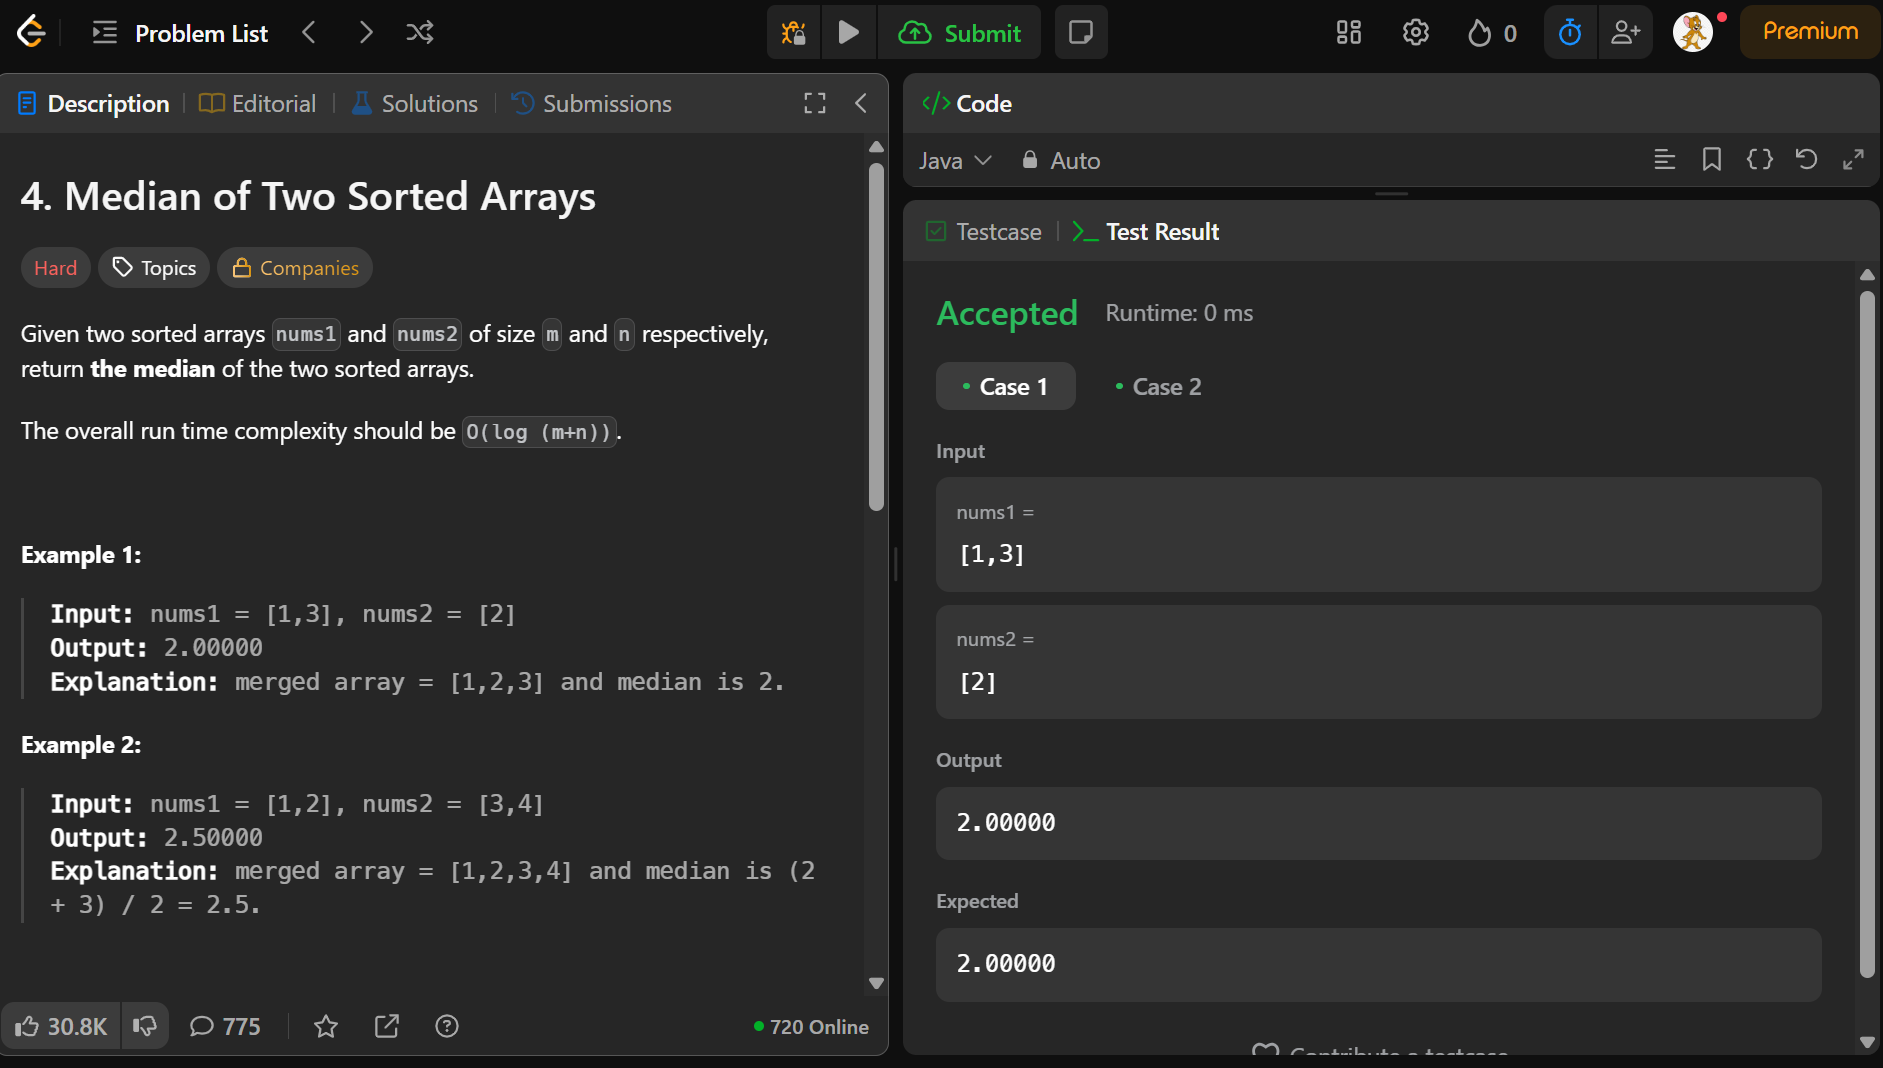 Problem List
Submit
0
Premium
Description
Editorial
Solutions
Submissions
4. Median of Two Sorted Arrays
Hard
Topics
Companies
Given two sorted arrays nums1 and nums2 of size m and n respectively,
return the median of the two sorted arrays.
The overall run time complexity should be O(log (m+n)).
Example 1:
Input: nums1 = [1,3], nums2 = [2]
Output: 2.00000
Explanation: merged array = [1,2,3] and median is 2.
Example 2:
Input: nums1 = [1,2], nums2 = [3,4]
Output: 2.50000
Explanation: merged array = [1,2,3,4] and median is (2
+ 3) / 2 = 2.5.
30.8K
775
720 Online
Code
Java
Auto
Testcase
Test Result
Accepted
Runtime: 0 ms
Case 1
Case 2
Input
nums1 =
[1,3]
nums2 =
[2]
Output
2.00000
Expected
2.00000
Contribute a testcase